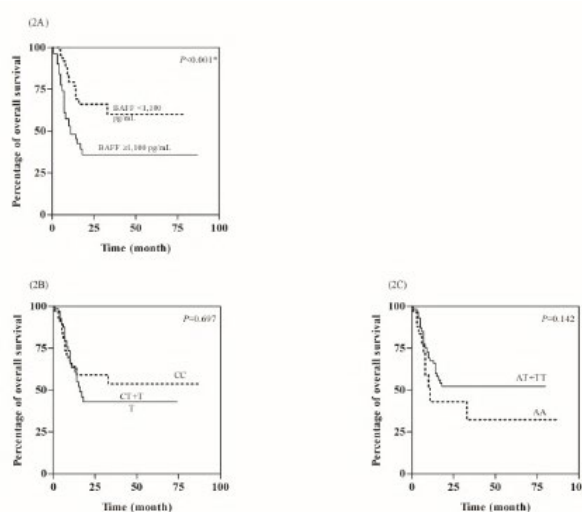 (2A)
100
P<0.001*
75
BAFF <1,100
pg/mL
50
BAFF ≥1,100 pg/mL
25
0
0 25 50 75 100
Percentage of overall survival
Time (month)
(2B)
100
P=0.697
75
CC
50
CT+T
T
25
0
0 25 50 75 100
Percentage of overall survival
Time (month)
(2C)
100
P=0.142
75
AT+TT
50
AA
25
0
0 25 50 75 100
Percentage of overall survival
Time (month)